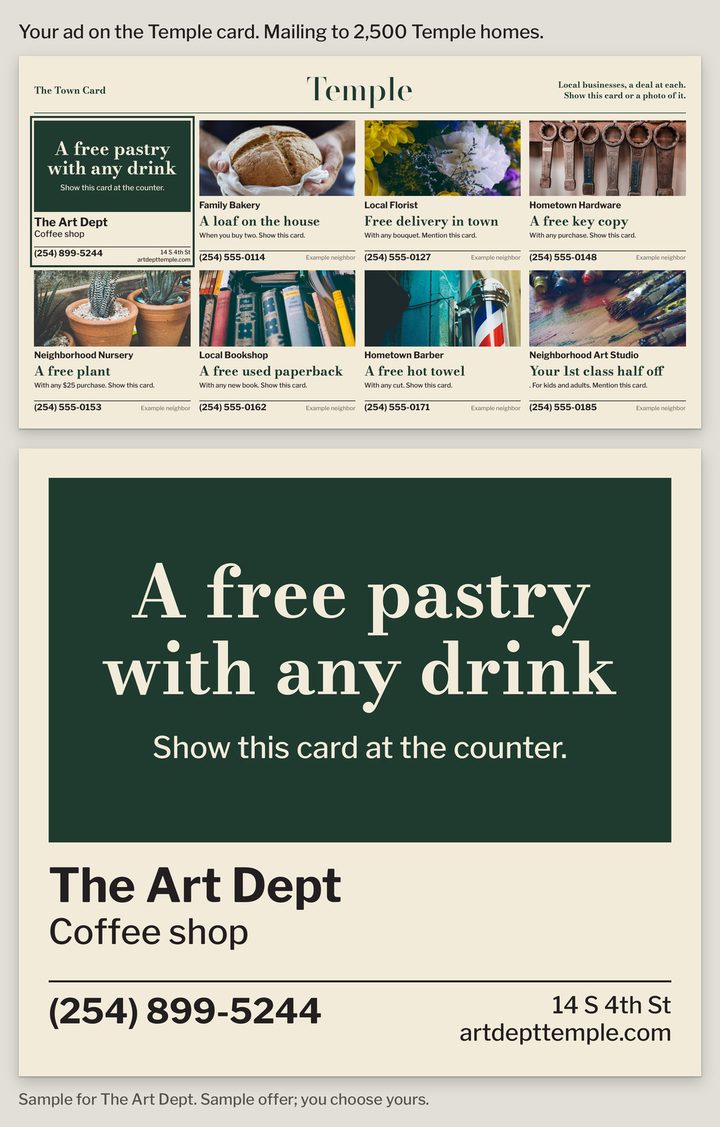 Your ad on the Temple card. Mailing to 2,500 Temple homes.
The Town Card
Temple
Local businesses, a deal at each.
Show this card or a photo of it.
A free pastry
with any drink
Show this card at the counter.
The Art Dept
Coffee shop
(254) 899-5244
14 S 4th St
artdepttemple.com
Family Bakery
A loaf on the house
When you buy two. Show this card.
(254) 555-0114
Example neighbor
Local Florist
Free delivery in town
With any bouquet. Mention this card.
(254) 555-0127
Example neighbor
Hometown Hardware
A free key copy
With any purchase. Show this card.
(254) 555-0148
Example neighbor
Neighborhood Nursery
A free plant
With any $25 purchase. Show this card.
(254) 555-0153
Example neighbor
Local Bookshop
A free used paperback
With any new book. Show this card.
(254) 555-0162
Example neighbor
Hometown Barber
A free hot towel
With any cut. Show this card.
(254) 555-0171
Example neighbor
Neighborhood Art Studio
Your 1st class half off
. For kids and adults. Mention this card.
(254) 555-0185
Example neighbor
A free pastry
with any drink
Show this card at the counter.
The Art Dept
Coffee shop
(254) 899-5244
14 S 4th St
artdepttemple.com
Sample for The Art Dept. Sample offer; you choose yours.